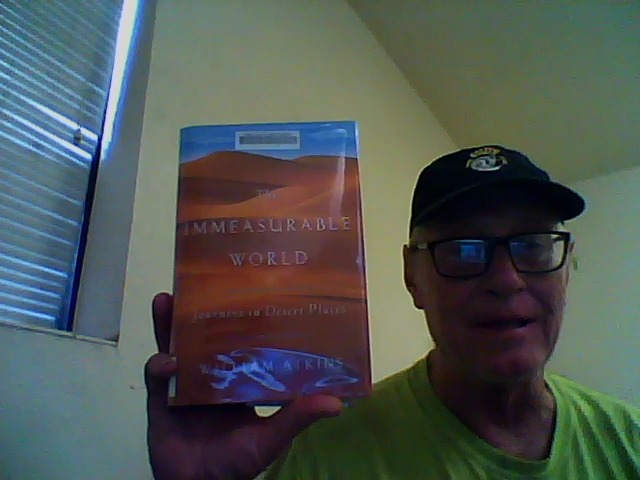 THE
IMMEASURABLE
WORLD
Journeys in Desert Places
WILLIAM ATKINS